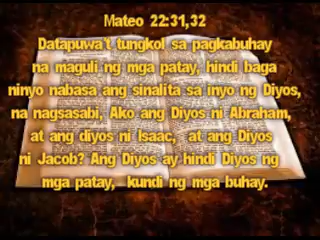 Mateo 22:31,32
Datapuwa't tungkol sa pagkabuhay
na maguli ng mga patay, hindi baga
ninyo nabasa ang sinalita sa inyo ng Diyos,
na nagsasabi, Ako ang Diyos ni Abraham,
at ang diyos ni Isaac, at ang Diyos
ni Jacob? Ang Diyos ay hindi Diyos ng
mga patay, kundi ng mga buhay.